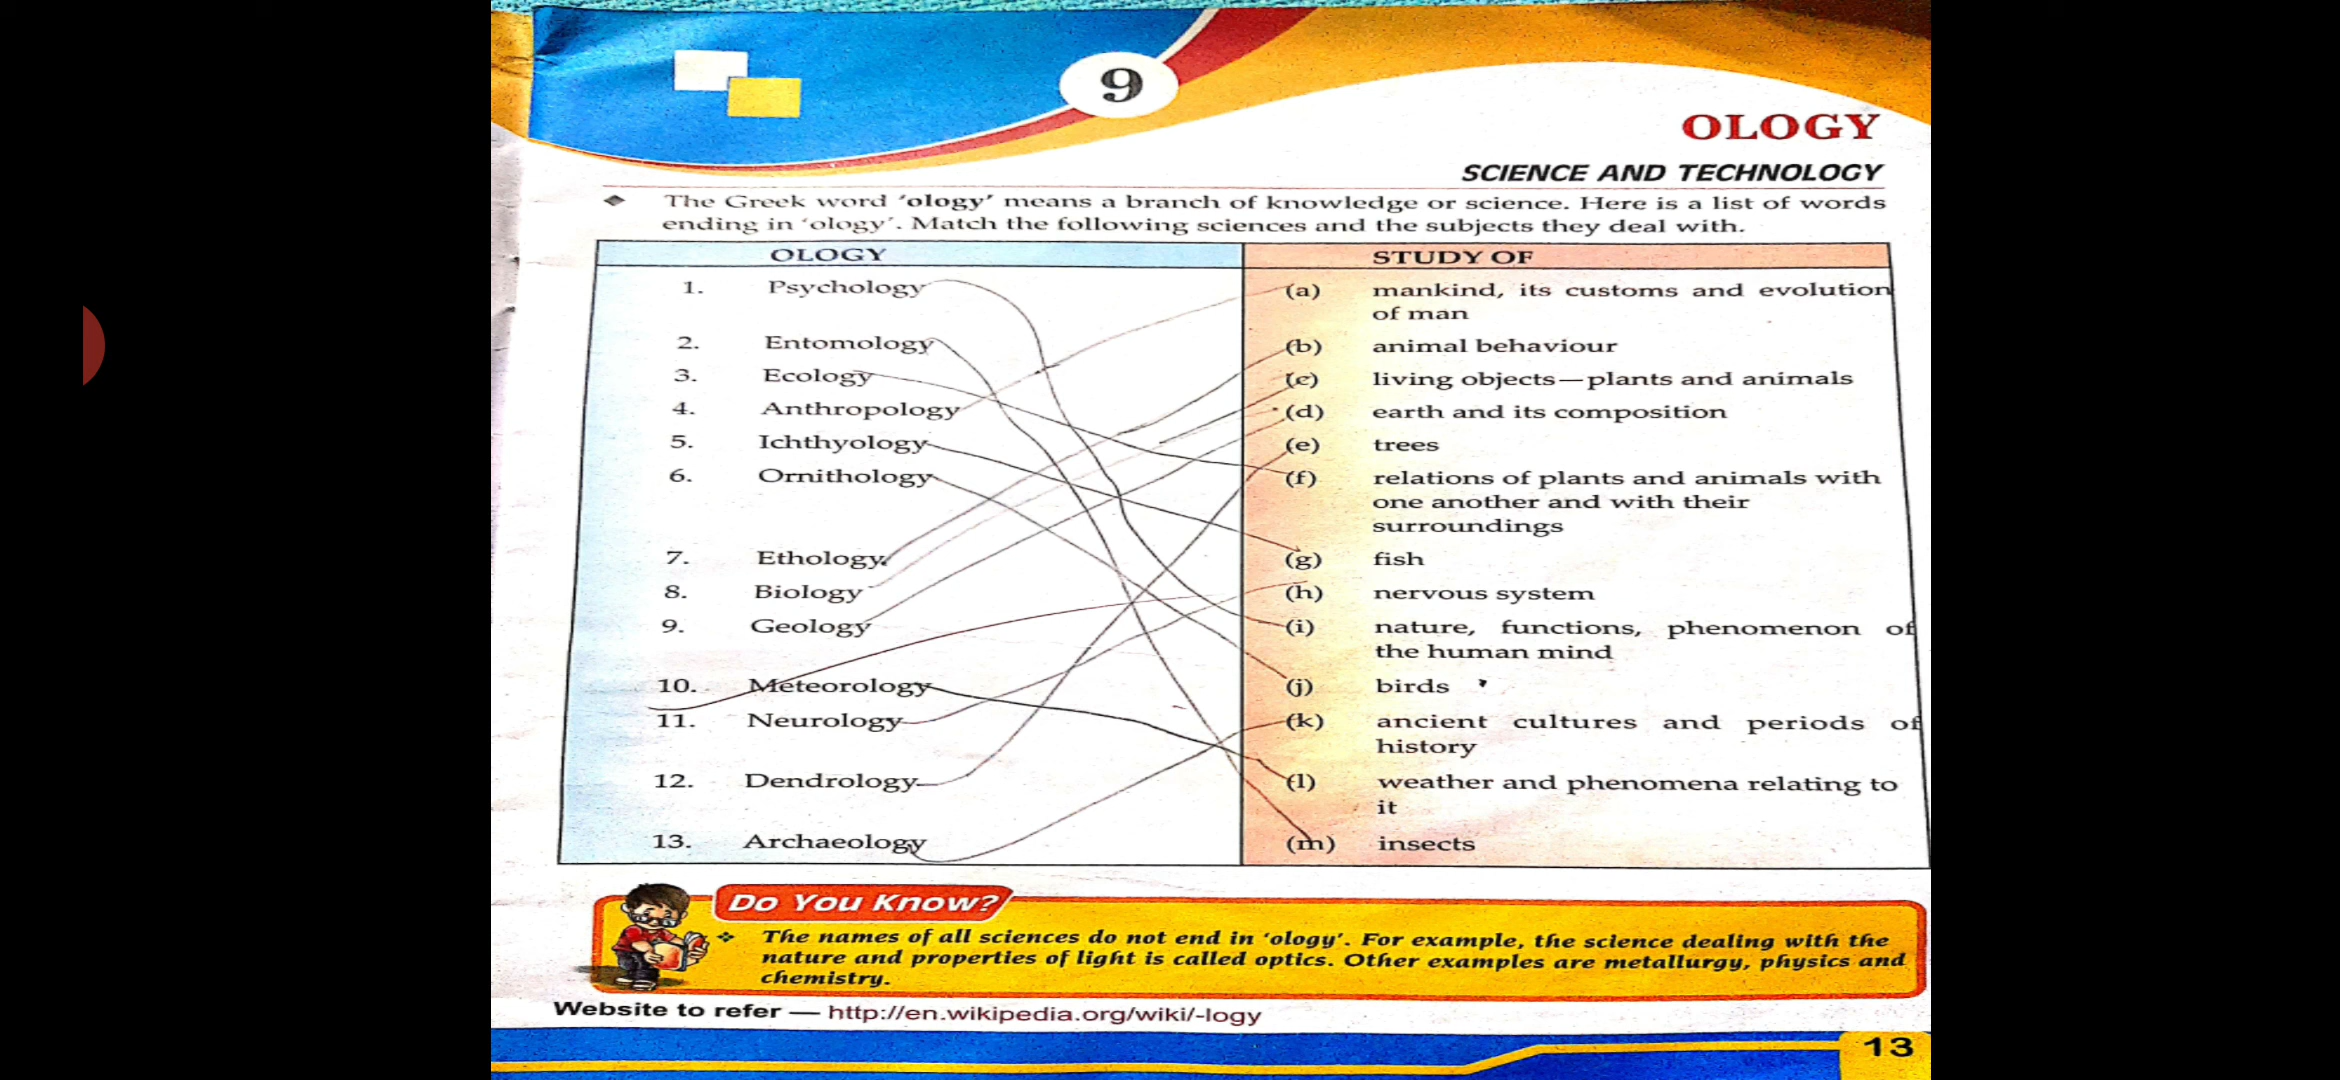 9
OLOGY
SCIENCE AND TECHNOLOGY
The Greek word ‘ology’ means a branch of knowledge or science. Here is a list of words
ending in ‘ology’. Match the following sciences and the subjects they deal with.
OLOGY STUDY OF
1. Psychology (a) mankind, its customs and evolution
of man
2. Entomology (b) animal behaviour
3. Ecology (c) living objects—plants and animals
4. Anthropology (d) earth and its composition
5. Ichthyology (e) trees
6. Ornithology (f) relations of plants and animals with
one another and with their
surroundings
7. Ethology (g) fish
8. Biology (h) nervous system
9. Geology (i) nature, functions, phenomenon of
the human mind
10. Meteorology (j) birds
11. Neurology (k) ancient cultures and periods of
history
12. Dendrology (l) weather and phenomena relating to
it
13. Archaeology (m) insects
Do You Know?
The names of all sciences do not end in ‘ology’. For example, the science dealing with the
nature and properties of light is called optics. Other examples are metallurgy, physics and
chemistry.
Website to refer — http://en.wikipedia.org/wiki/-logy
13